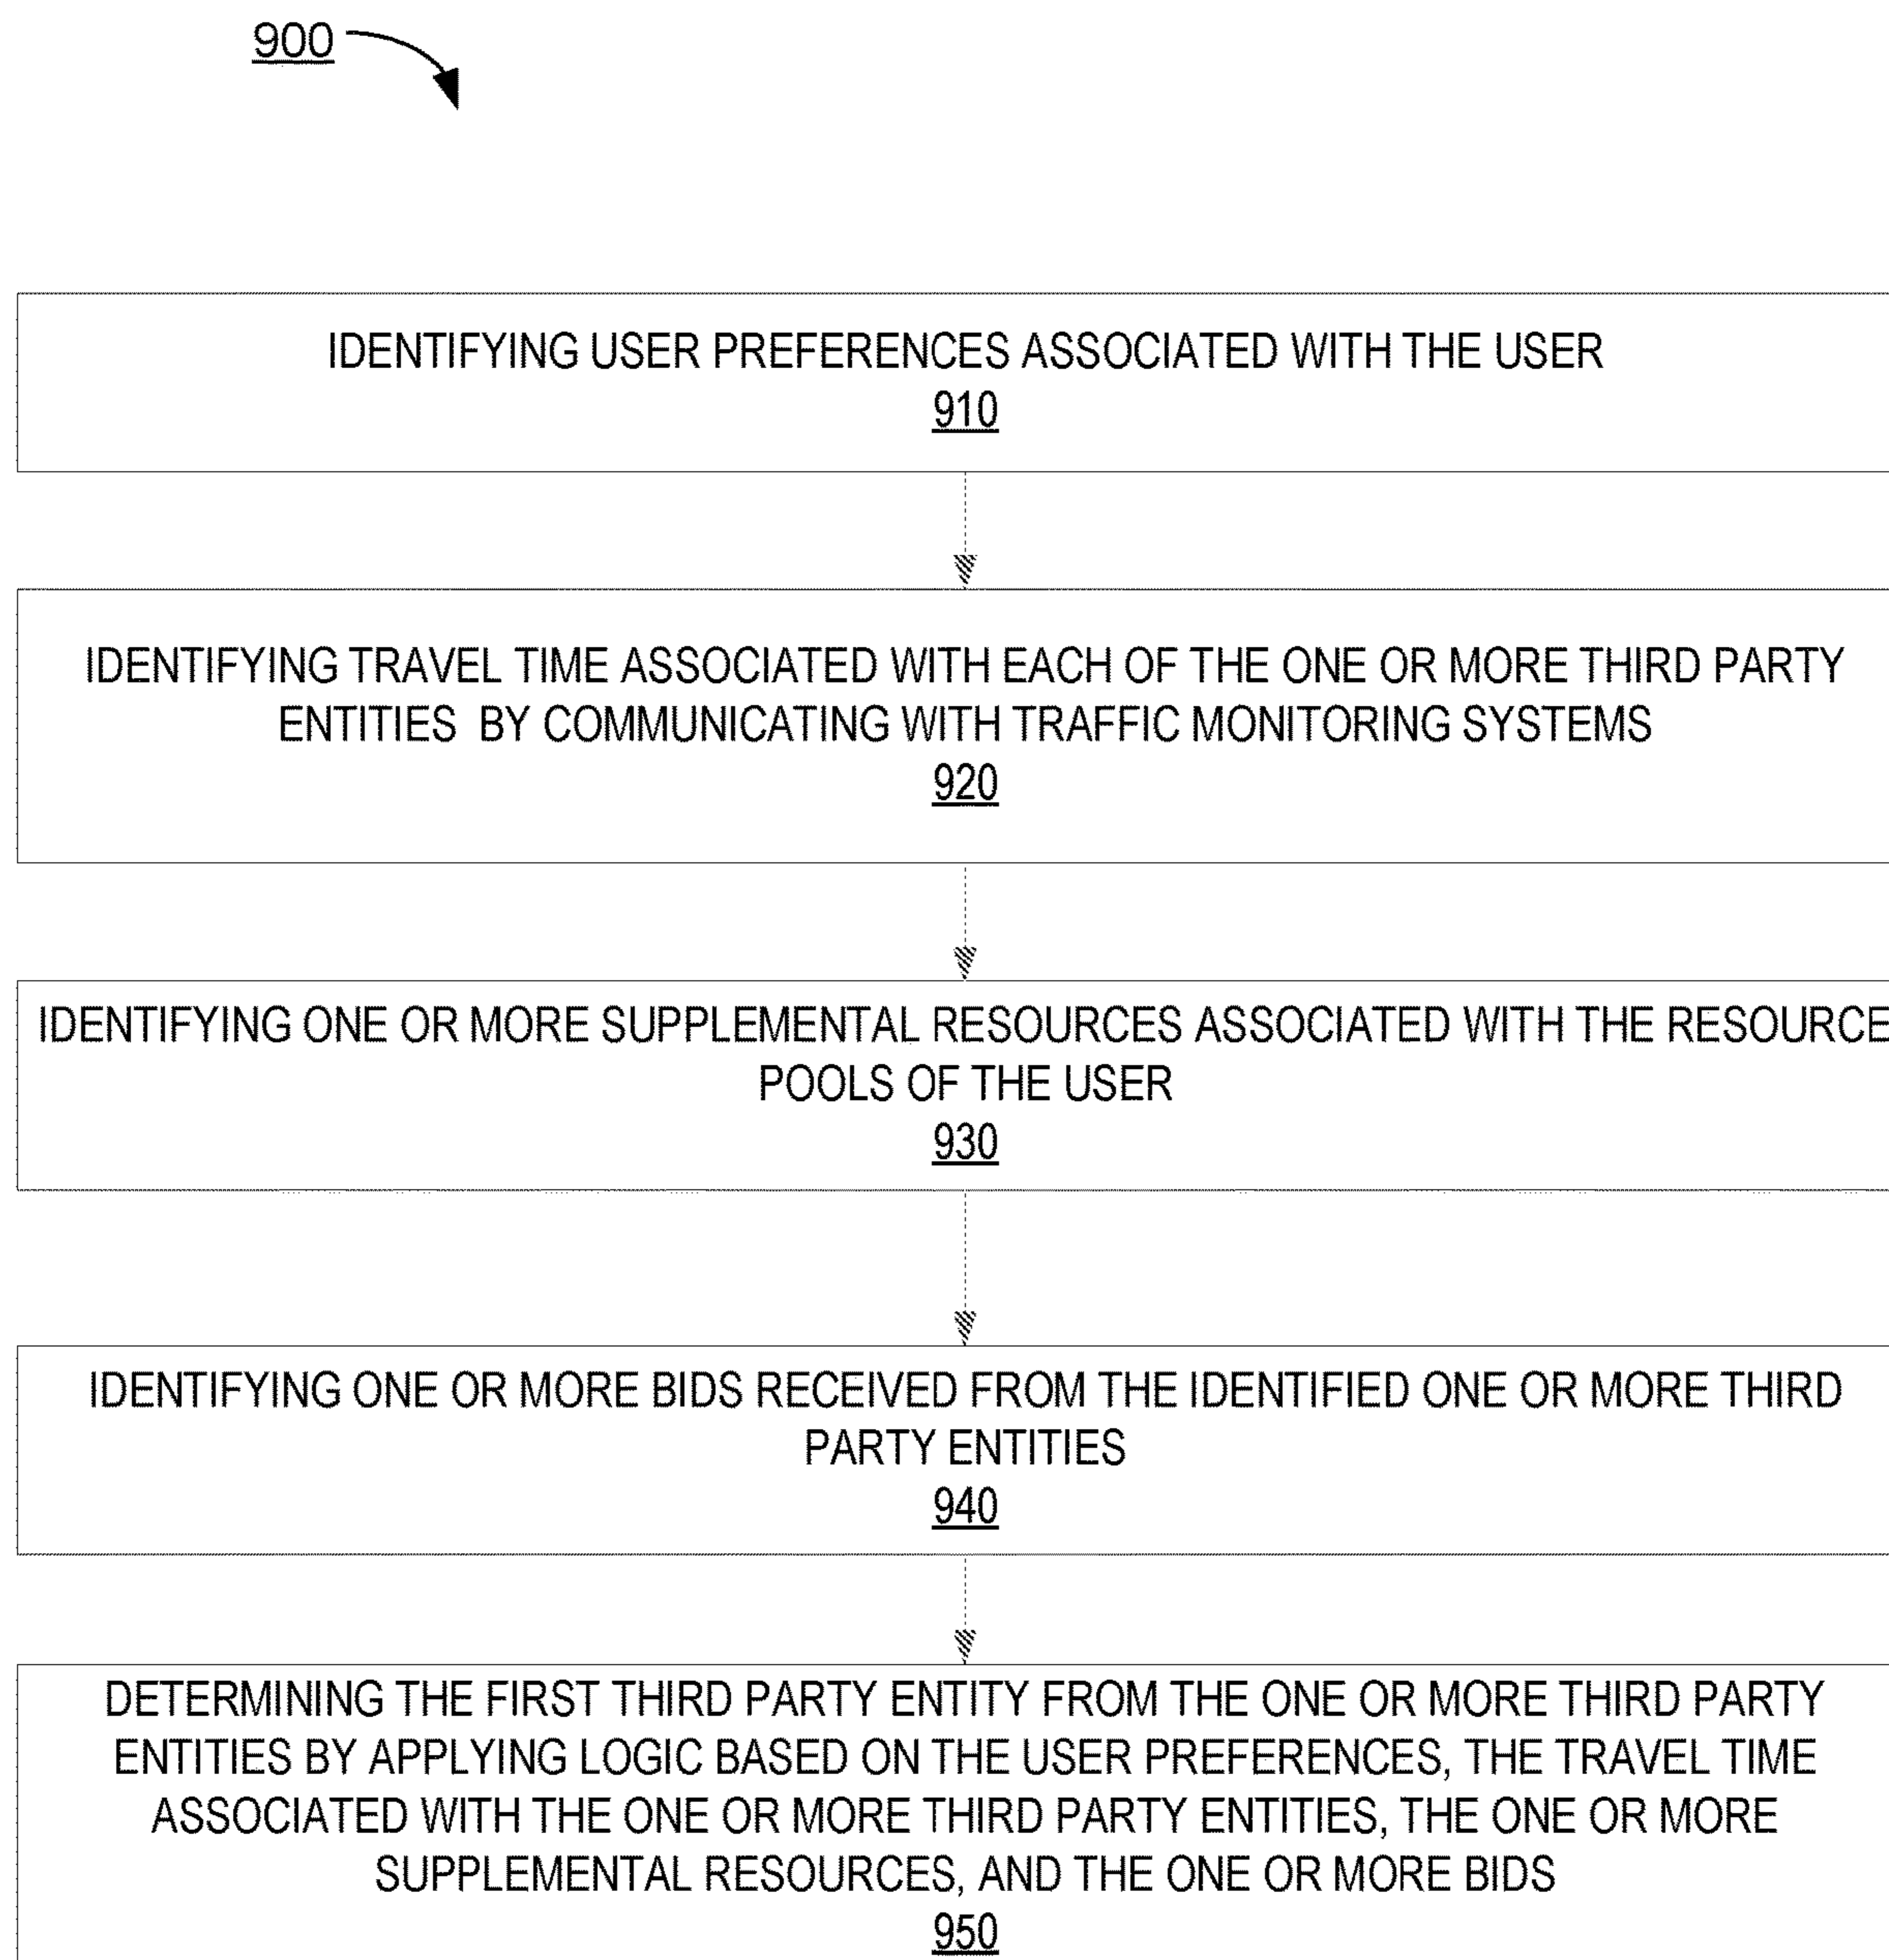 900
IDENTIFYING USER PREFERENCES ASSOCIATED WITH THE USER
910
IDENTIFYING TRAVEL TIME ASSOCIATED WITH EACH OF THE ONE OR MORE THIRD PARTY
ENTITIES BY COMMUNICATING WITH TRAFFIC MONITORING SYSTEMS
920
IDENTIFYING ONE OR MORE SUPPLEMENTAL RESOURCES ASSOCIATED WITH THE RESOURCE
POOLS OF THE USER
930
IDENTIFYING ONE OR MORE BIDS RECEIVED FROM THE IDENTIFIED ONE OR MORE THIRD
PARTY ENTITIES
940
DETERMINING THE FIRST THIRD PARTY ENTITY FROM THE ONE OR MORE THIRD PARTY
ENTITIES BY APPLYING LOGIC BASED ON THE USER PREFERENCES, THE TRAVEL TIME
ASSOCIATED WITH THE ONE OR MORE THIRD PARTY ENTITIES, THE ONE OR MORE
SUPPLEMENTAL RESOURCES, AND THE ONE OR MORE BIDS
950